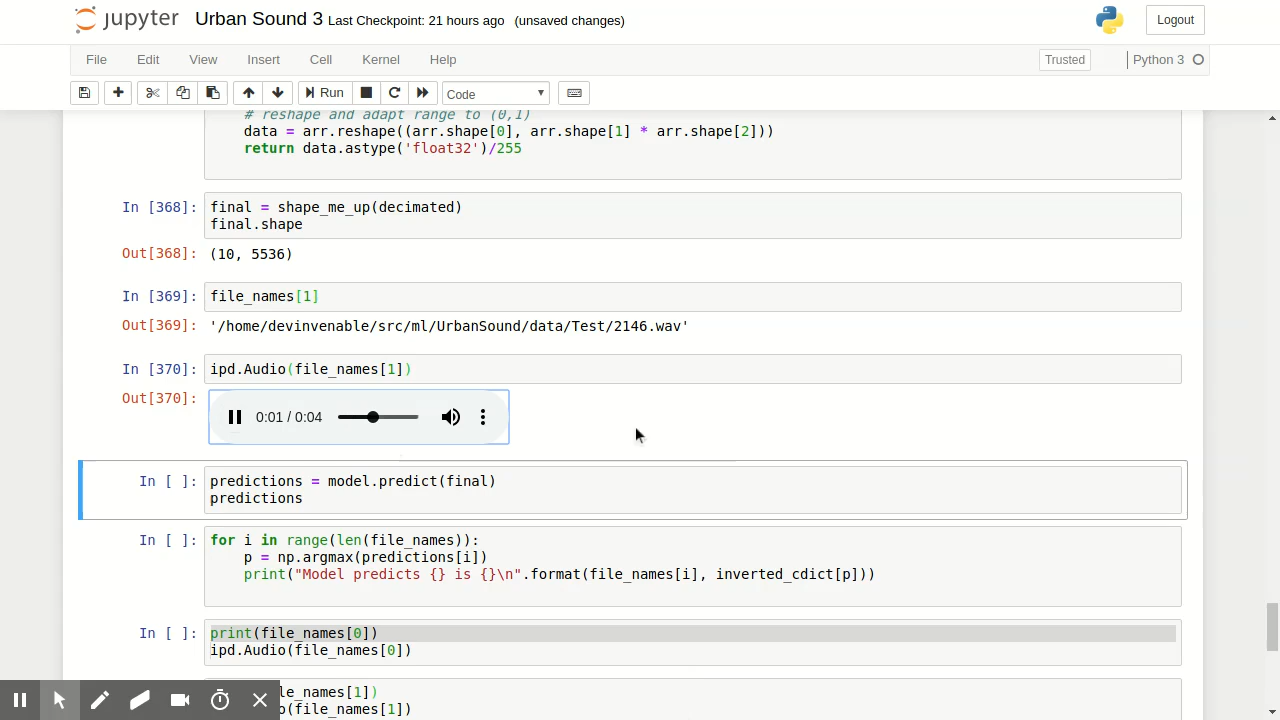 jupyter Urban Sound 3 Last Checkpoint: 21 hours ago (unsaved changes) Logout
File Edit View Insert Cell Kernel Help Trusted Python 3
Run Code
# reshape and adapt range to (0,1)
data = arr.reshape((arr.shape[0], arr.shape[1] * arr.shape[2]))
return data.astype('float32')/255
In [368]: final = shape_me_up(decimated)
final.shape
Out[368]: (10, 5536)
In [369]: file_names[1]
Out[369]: '/home/devinvenable/src/ml/UrbanSound/data/Test/2146.wav'
In [370]: ipd.Audio(file_names[1])
Out[370]:
0:01 / 0:04
In [ ]: predictions = model.predict(final)
predictions
In [ ]: for i in range(len(file_names)):
p = np.argmax(predictions[i])
print("Model predicts {} is {}\n".format(file_names[i], inverted_cdict[p]))
In [ ]: print(file_names[0])
ipd.Audio(file_names[0])
le_names[1])
o(file_names[1])